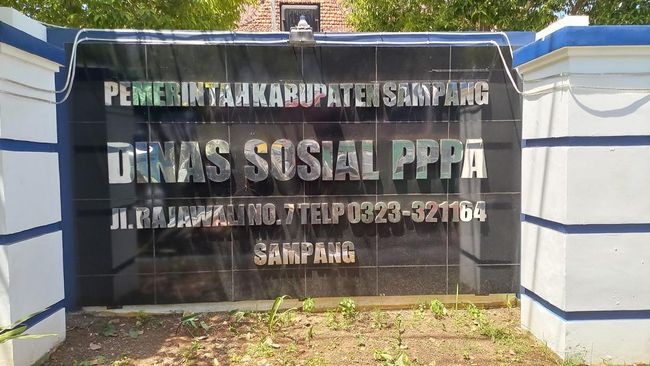 PEMERINTAH KABUPATEN SAMPANG
DINAS SOSIAL PPPA
JL. RAJAWALI NO. 7 TELP 0323-321164
SAMPANG